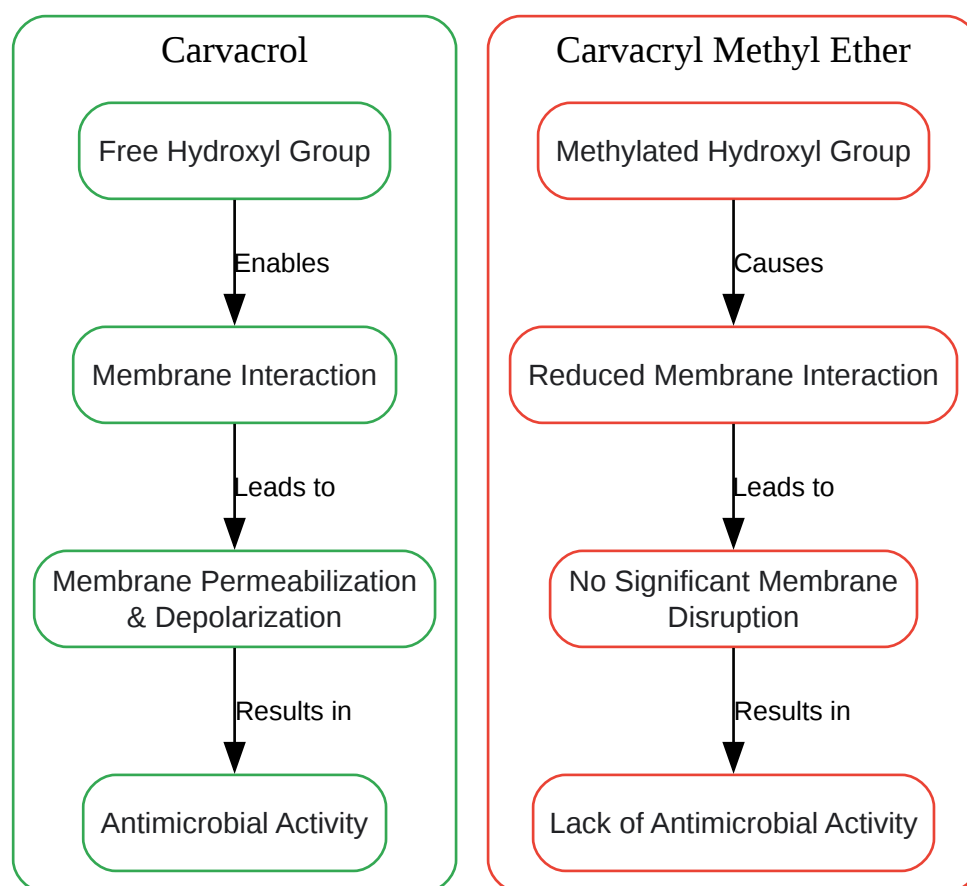 Carvacrol
Free Hydroxyl Group
Enables
Membrane Interaction
Leads to
Membrane Permeabilization
& Depolarization
Results in
Antimicrobial Activity
Carvacryl Methyl Ether
Methylated Hydroxyl Group
Causes
Reduced Membrane Interaction
Leads to
No Significant Membrane
Disruption
Results in
Lack of Antimicrobial Activity